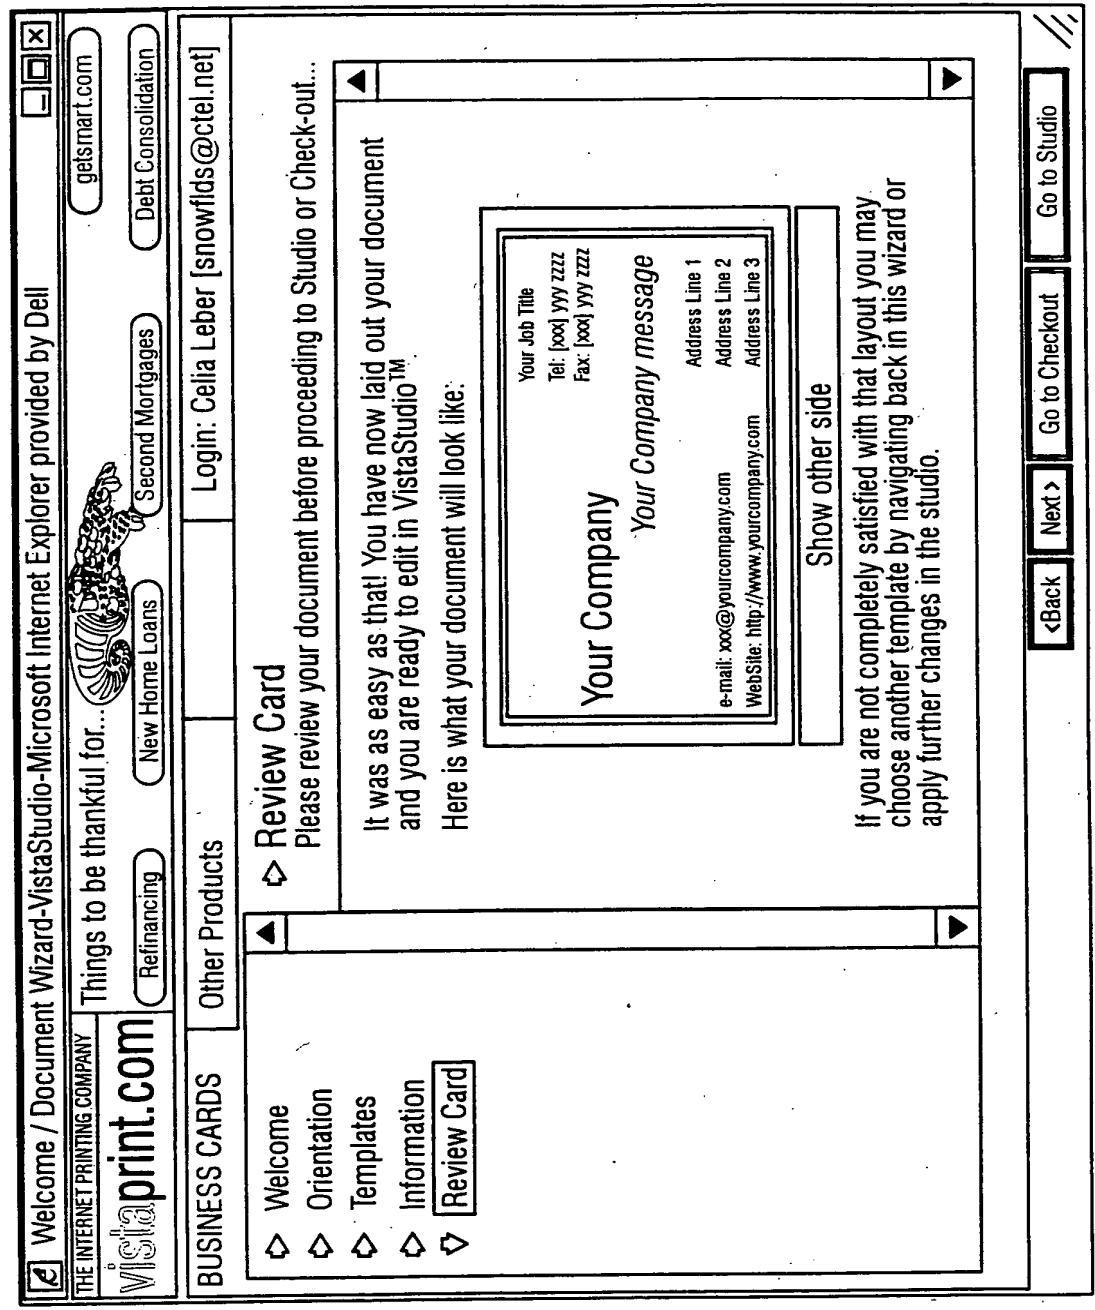 Welcome / Document Wizard-VistaStudio-Microsoft Internet Explorer provided by Dell
THE INTERNET PRINTING COMPANY
vistaprint.com
Things to be thankful for...
getsmart.com
Refinancing
New Home Loans
Second Mortgages
Debt Consolidation
BUSINESS CARDS
Other Products
Login: Celia Leber [snowflds@ctel.net]
Welcome
Orientation
Templates
Information
Review Card
Review Card
Please review your document before proceeding to Studio or Check-out...
It was as easy as that! You have now laid out your document
and you are ready to edit in VistaStudio™
Here is what your document will look like:
Your Job Title
Tel: [xxx] yyy zzzz
Fax: [xxx] yyy zzzz
Your Company
Your Company message
Address Line 1
e-mail: xxx@yourcompany.com
Address Line 2
WebSite: http://www.yourcompany.com
Address Line 3
Show other side
If you are not completely satisfied with that layout you may
choose another template by navigating back in this wizard or
apply further changes in the studio.
<Back
Next >
Go to Checkout
Go to Studio